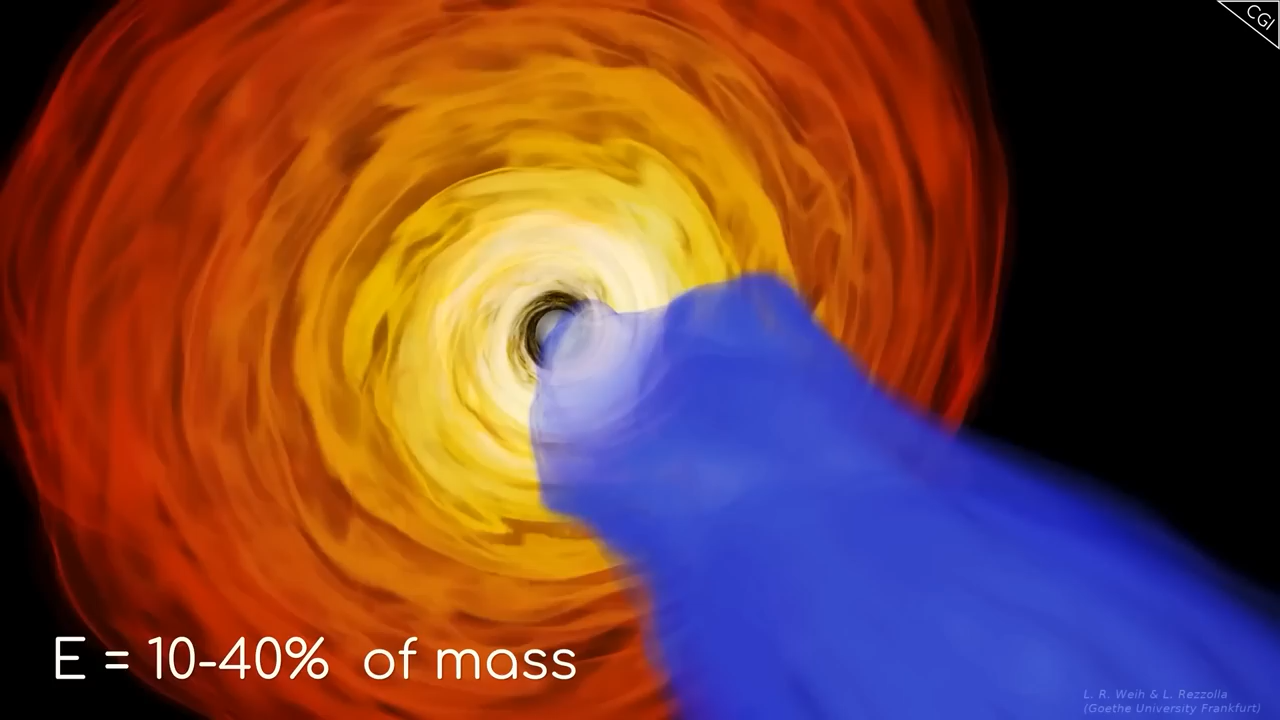 CGI
E = 10-40% of mass
L. R. Weih & L. Rezzolla
(Goethe University Frankfurt)